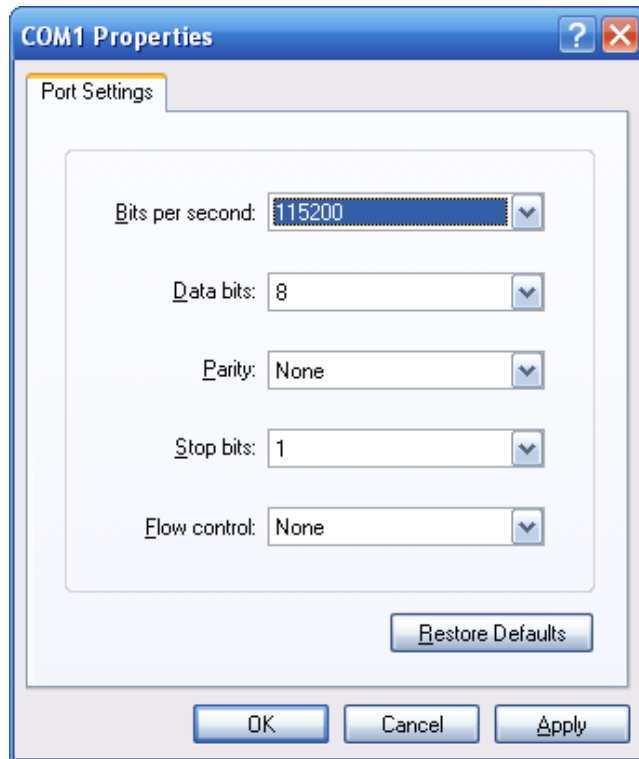 COM1 Properties
Port Settings
Bits per second: 115200
Data bits: 8
Parity: None
Stop bits: 1
Flow control: None
Restore Defaults
OK Cancel Apply